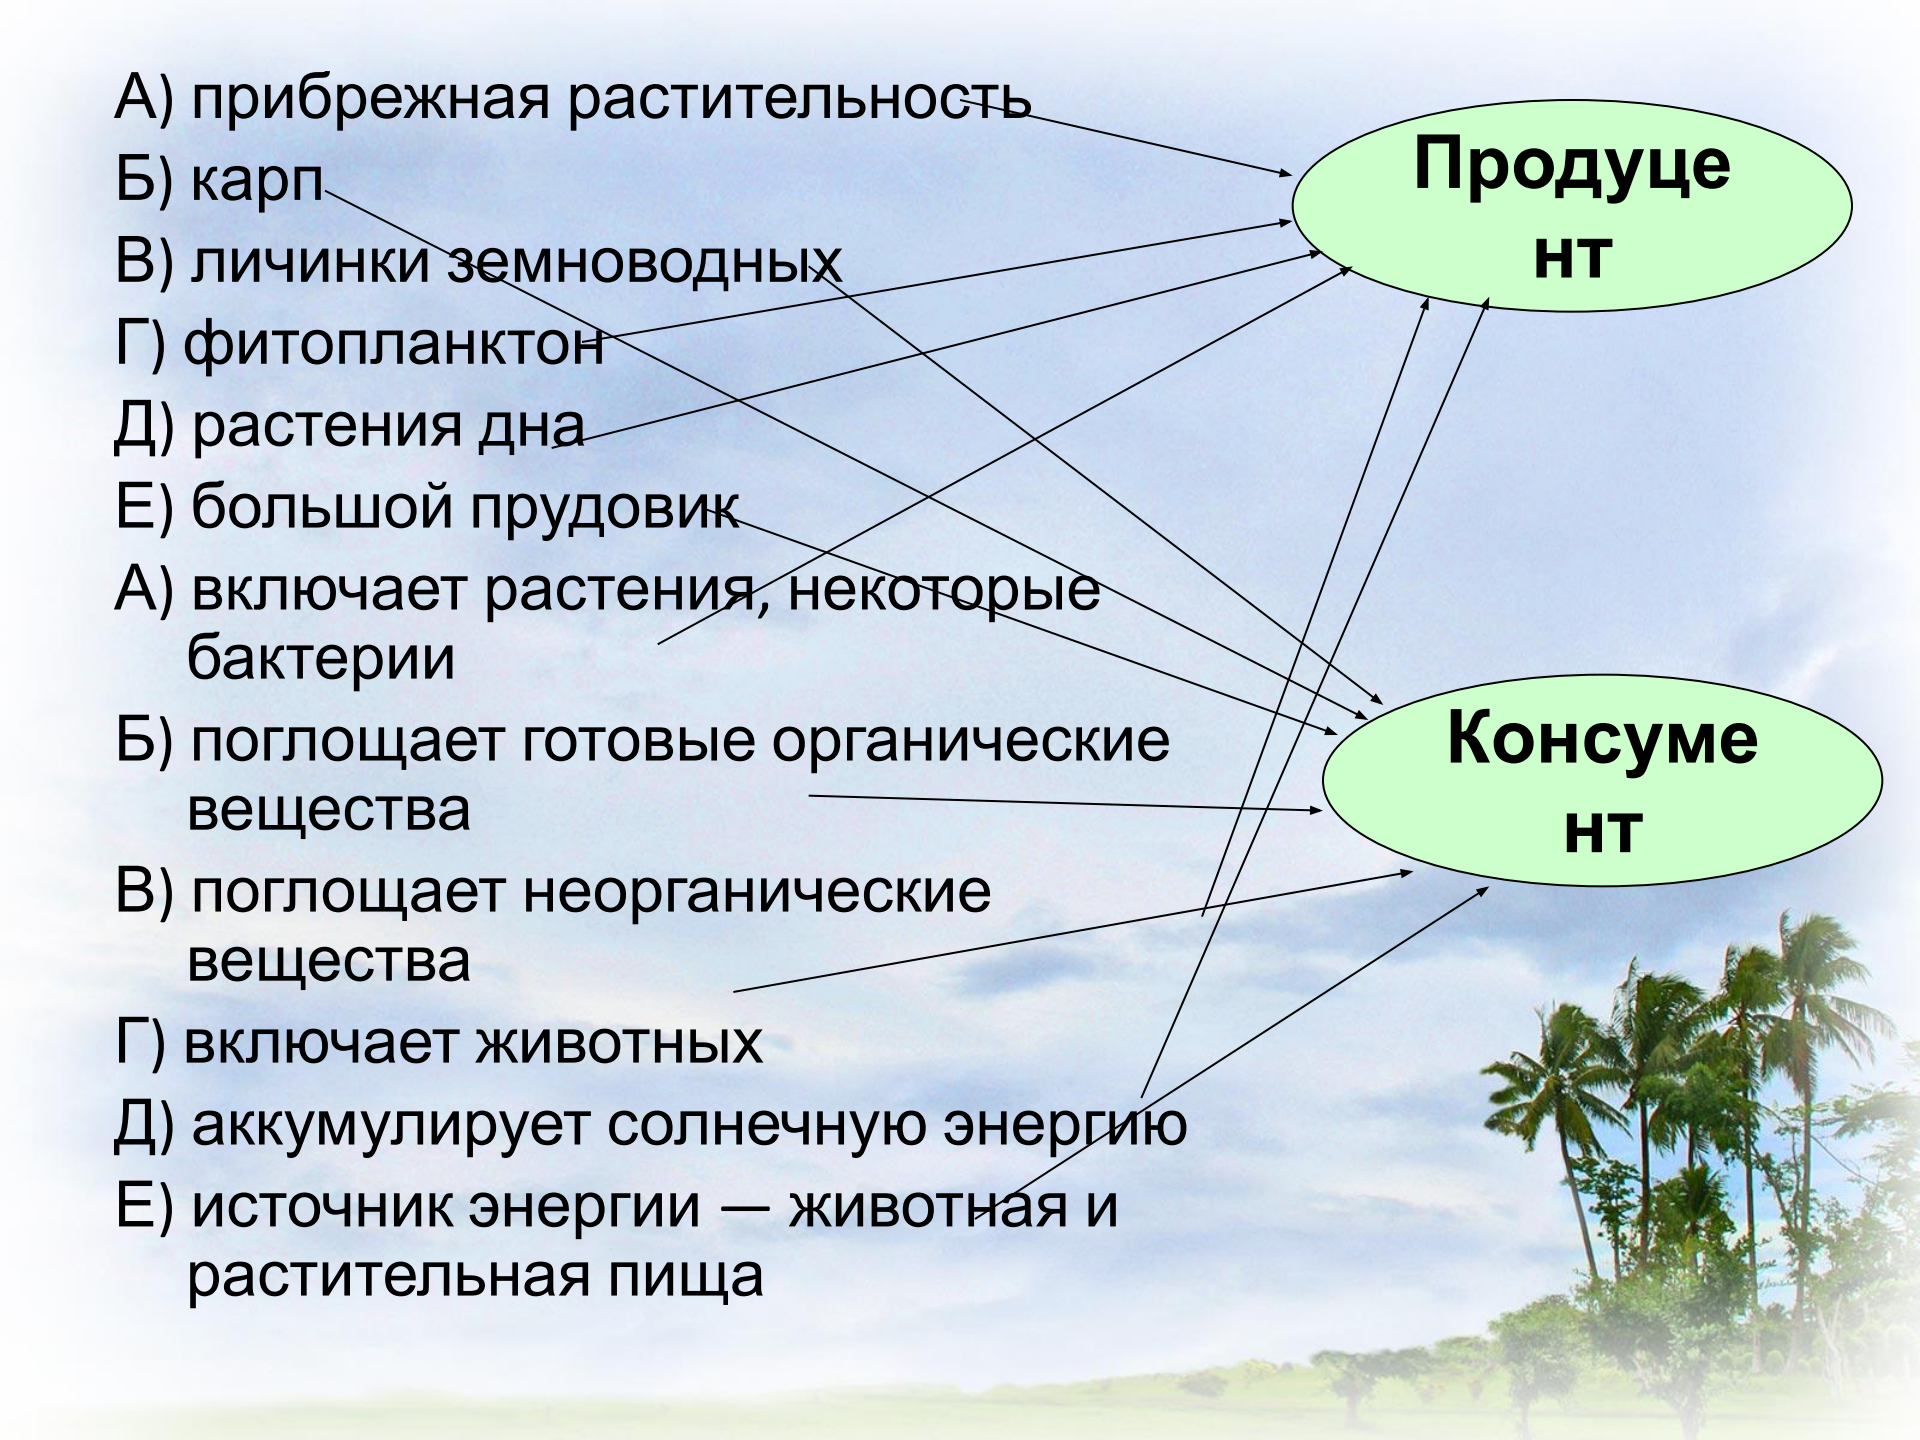 А) прибрежная растительность
Б) карп
В) личинки земноводных
Г) фитопланктон
Д) растения дна
Е) большой прудовик
А) включает растения, некоторые
бактерии
Б) поглощает готовые органические
вещества
В) поглощает неорганические
вещества
Г) включает животных
Д) аккумулирует солнечную энергию
Е) источник энергии — животная и
растительная пища
Продуце
нт
Консуме
нт